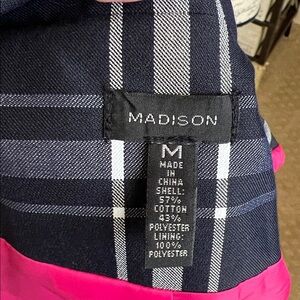 MADISON
M
MADE
IN
CHINA
SHELL:
57%
COTTON
43%
POLYESTER
LINING:
100%
POLYESTER